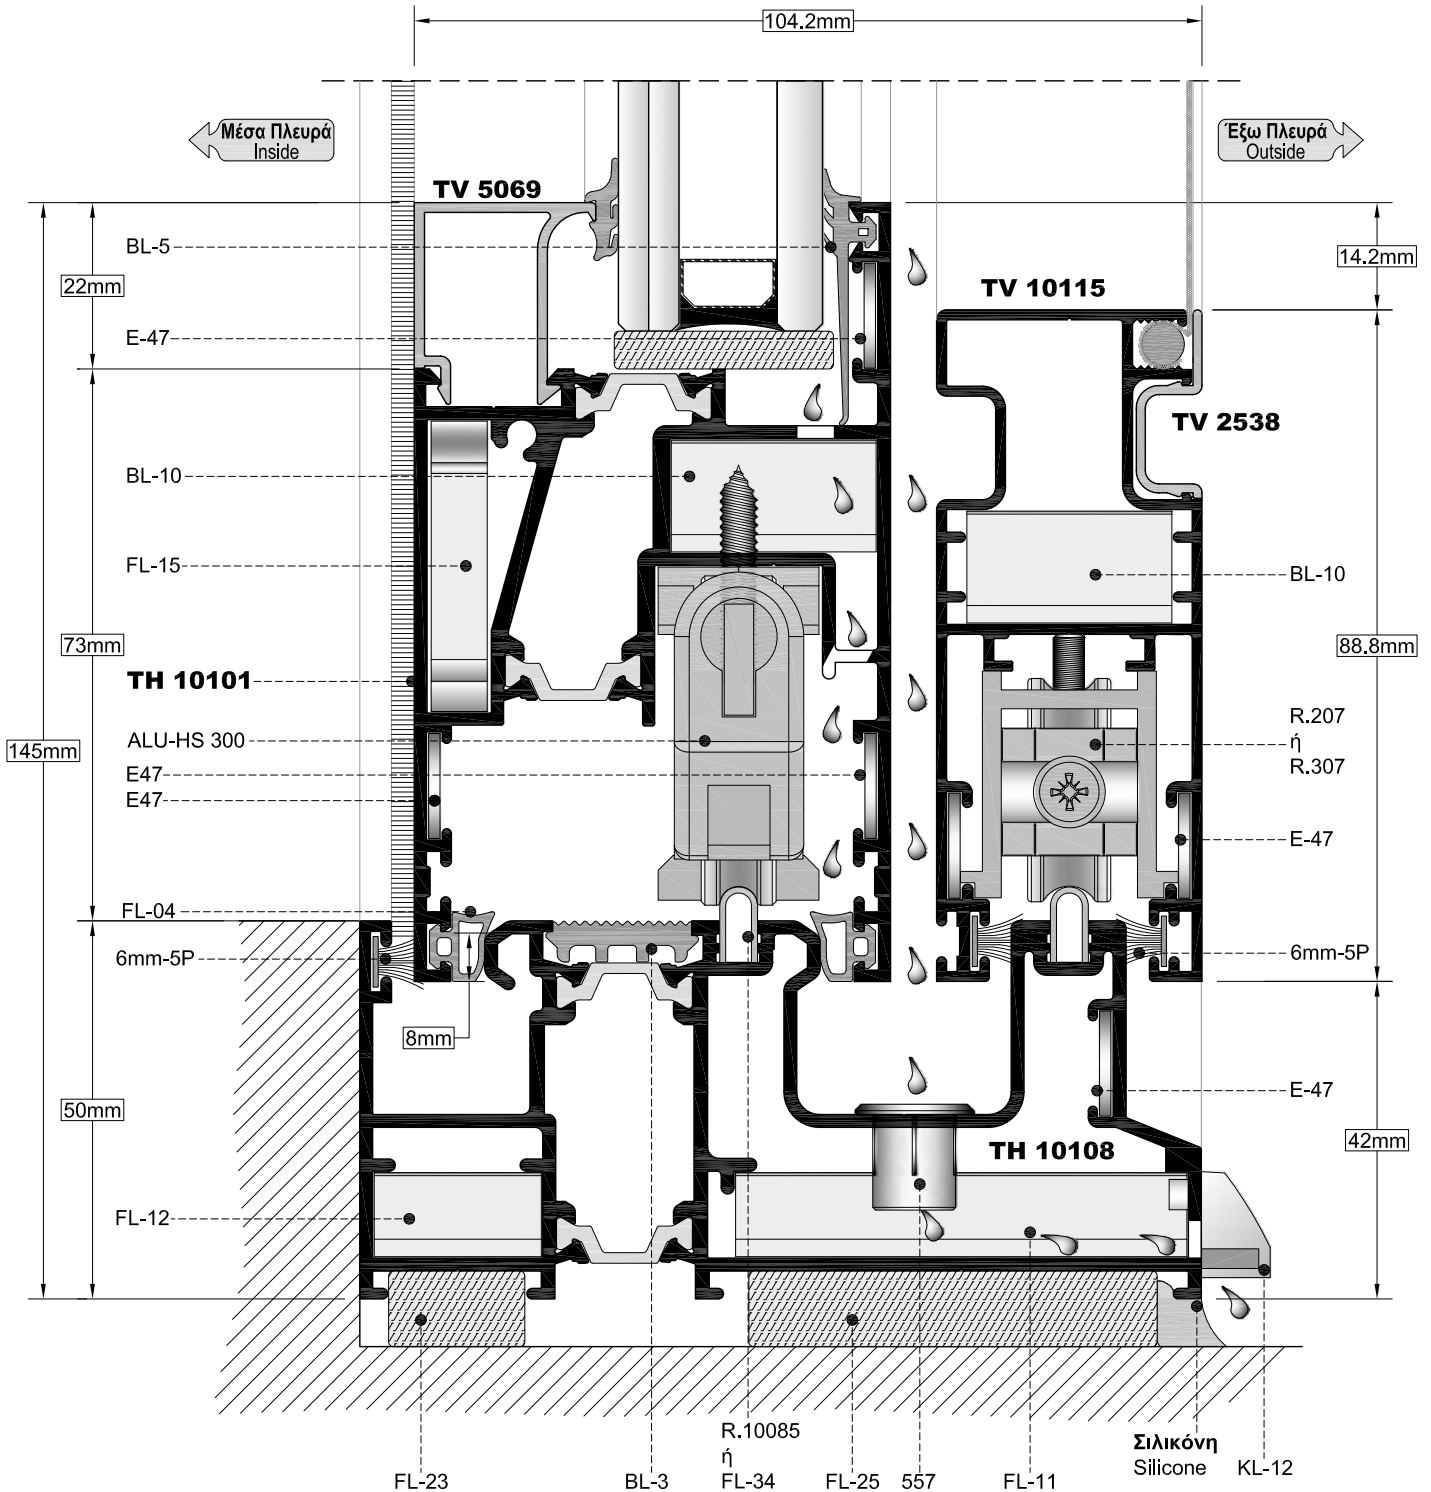 104.2mm
Μέσα Πλευρά
Inside
Έξω Πλευρά
Outside
TV 5069
BL-5
22mm
14.2mm
TV 10115
E-47
TV 2538
BL-10
FL-15
BL-10
73mm
88.8mm
TH 10101
R.207
ή
R.307
145mm
ALU-HS 300
E47
E47
E-47
FL-04
6mm-5P
6mm-5P
8mm
50mm
E-47
42mm
TH 10108
FL-12
R.10085
ή
FL-34
Σιλικόνη
Silicone
KL-12
FL-23
BL-3
FL-25
557
FL-11